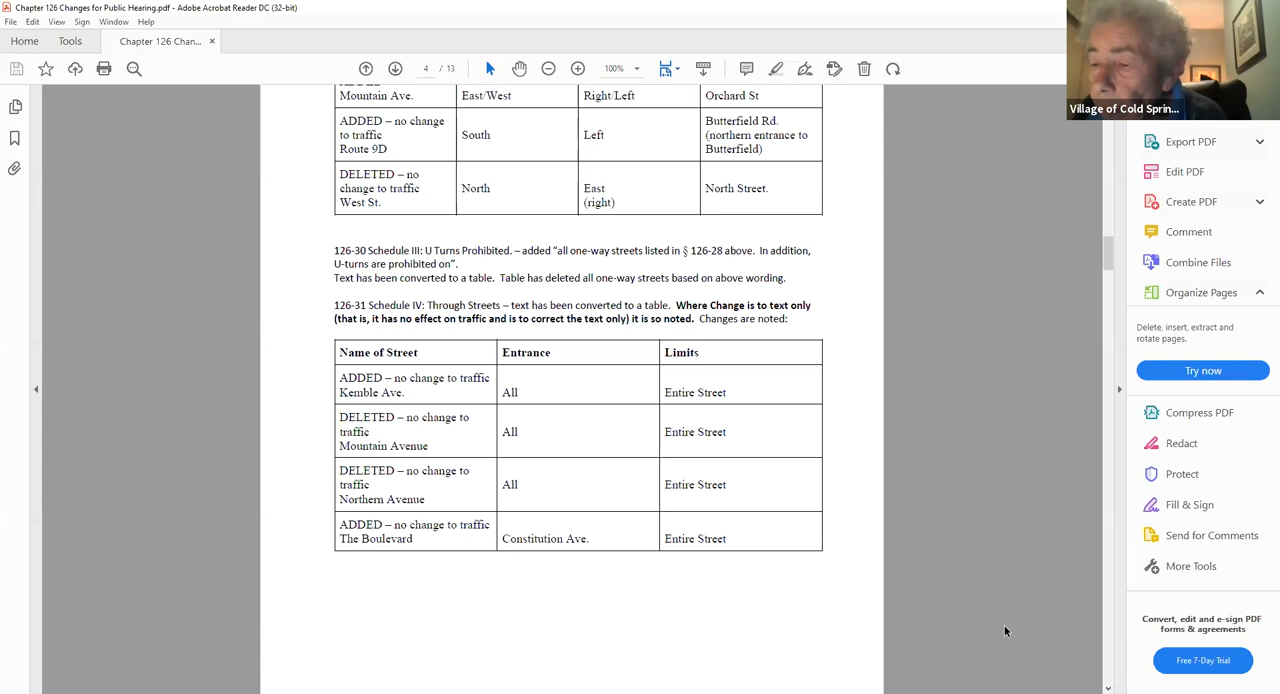 Chapter 126 Changes for Public Hearing.pdf - Adobe Acrobat Reader DC (32-bit)
File Edit View Sign Window Help
Home Tools Chapter 126 Chan... ×
4 / 13 100%
Village of Cold Sprin...
Mountain Ave. East/West Right/Left Orchard St
ADDED – no change
to traffic
Route 9D
South
Left
Butterfield Rd.
(northern entrance to
Butterfield)
DELETED – no
change to traffic
West St.
North
East
(right)
North Street.
126-30 Schedule III: U Turns Prohibited. – added “all one-way streets listed in § 126-28 above. In addition,
U-turns are prohibited on”.
Text has been converted to a table. Table has deleted all one-way streets based on above wording.
126-31 Schedule IV: Through Streets – text has been converted to a table. Where Change is to text only
(that is, it has no effect on traffic and is to correct the text only) it is so noted. Changes are noted:
Name of Street Entrance Limits
ADDED – no change to traffic
Kemble Ave. All Entire Street
DELETED – no change to
traffic
Mountain Avenue
All
Entire Street
DELETED – no change to
traffic
Northern Avenue
All
Entire Street
ADDED – no change to traffic
The Boulevard Constitution Ave. Entire Street
Export PDF
Edit PDF
Create PDF
Comment
Combine Files
Organize Pages
Delete, insert, extract and
rotate pages.
Try now
Compress PDF
Redact
Protect
Fill & Sign
Send for Comments
More Tools
Convert, edit and e-sign PDF
forms & agreements
Free 7-Day Trial